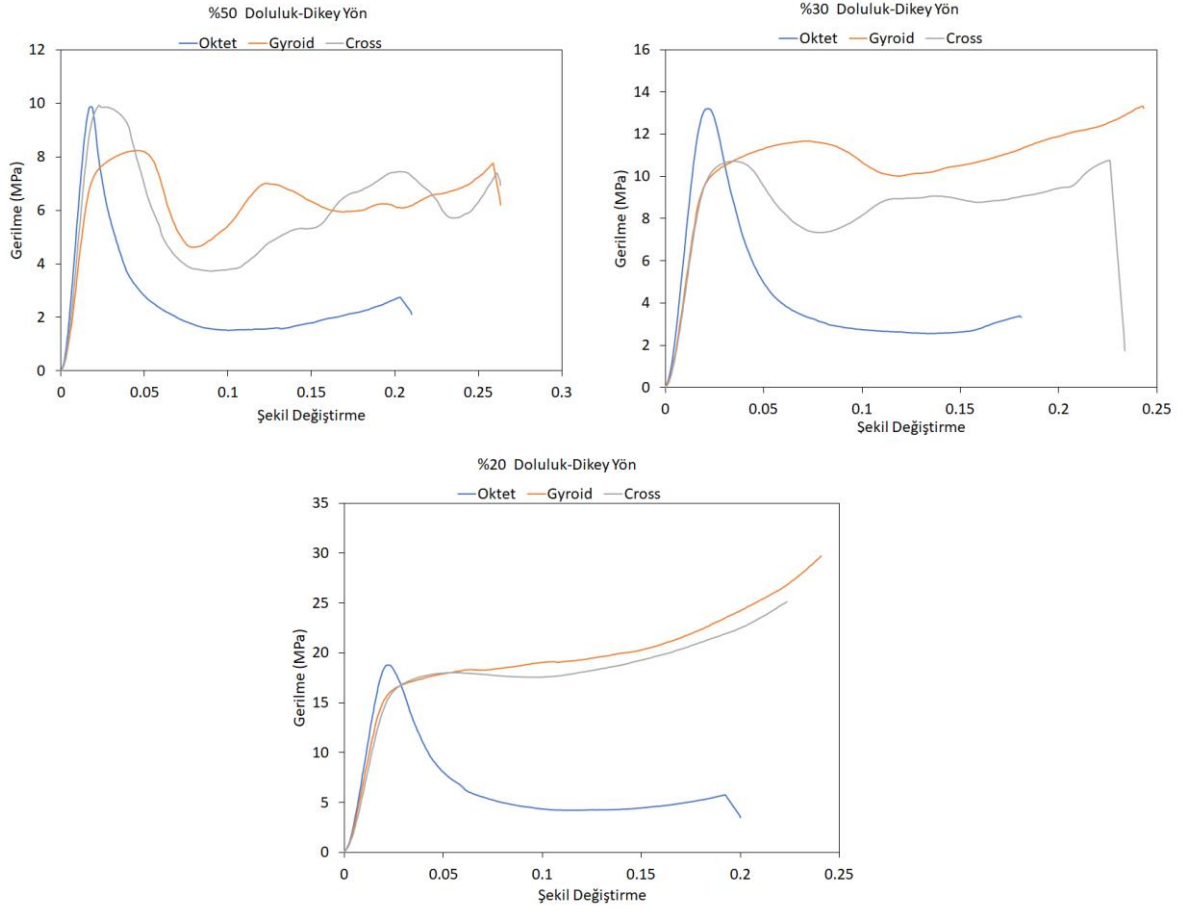 %50 Doluluk-Dikey Yön
Oktet Gyroid Cross
12
10
8
6
4
2
0
Gerilme (MPa)
0 0.05 0.1 0.15 0.2 0.25 0.3
Şekil Değiştirme
%30 Doluluk-Dikey Yön
Oktet Gyroid Cross
16
14
12
10
8
6
4
2
0
Gerilme (MPa)
0 0.05 0.1 0.15 0.2 0.25
Şekil Değiştirme
%20 Doluluk-Dikey Yön
Oktet Gyroid Cross
35
30
25
20
15
10
5
0
Gerilme (MPa)
0 0.05 0.1 0.15 0.2 0.25
Şekil Değiştirme